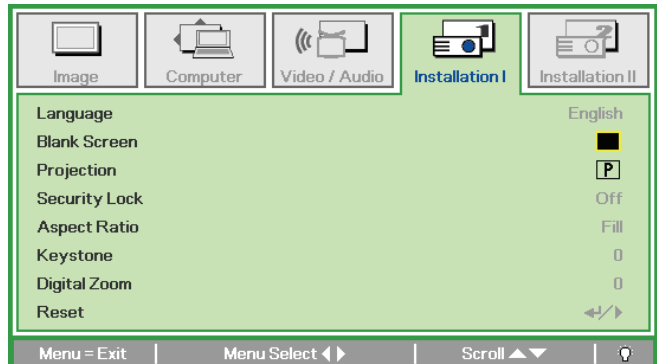 Image Computer Video / Audio Installation I Installation II
Language English
Blank Screen
Projection P
Security Lock Off
Aspect Ratio Fill
Keystone 0
Digital Zoom 0
Reset
Menu = Exit Menu Select Scroll